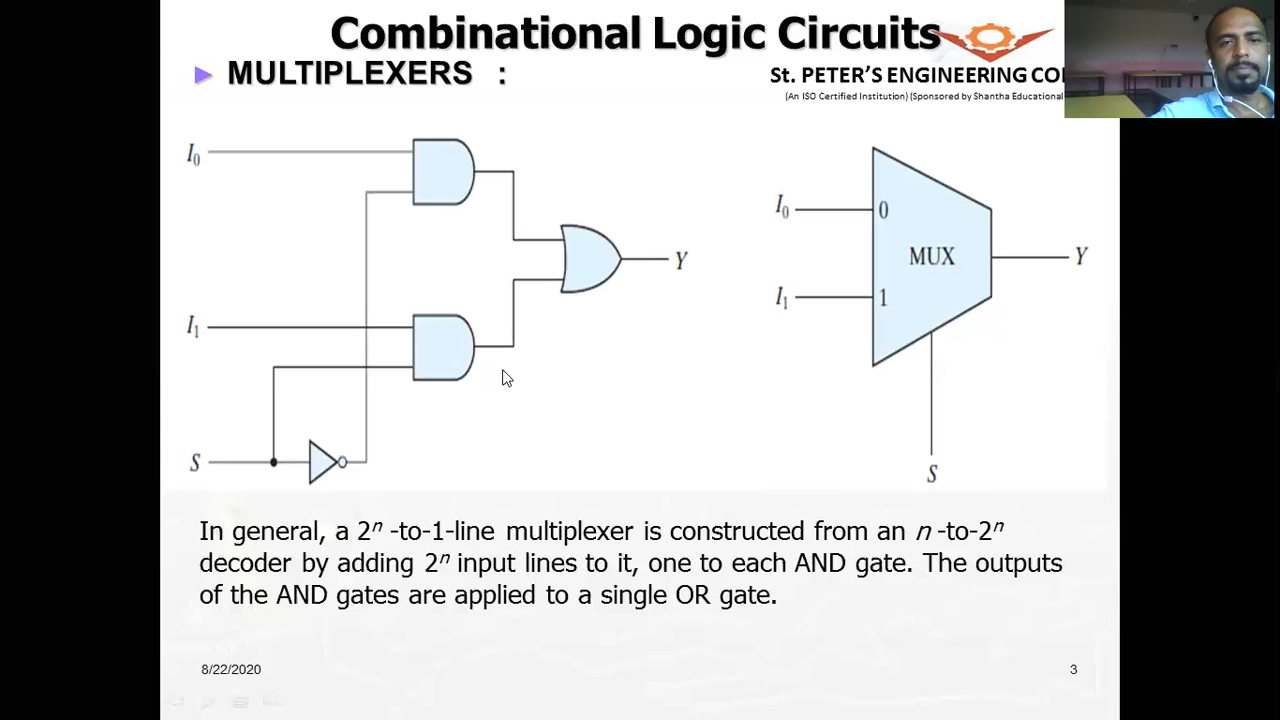 Combinational Logic Circuits
MULTIPLEXERS :
St. PETER'S ENGINEERING COL
(An ISO Certified Institution) (Sponsored by Shantha Educational
I₀
I₁
S
Y
I₀
0
I₁
1
MUX
Y
S
In general, a 2ⁿ -to-1-line multiplexer is constructed from an n -to-2ⁿ
decoder by adding 2ⁿ input lines to it, one to each AND gate. The outputs
of the AND gates are applied to a single OR gate.
8/22/2020
3